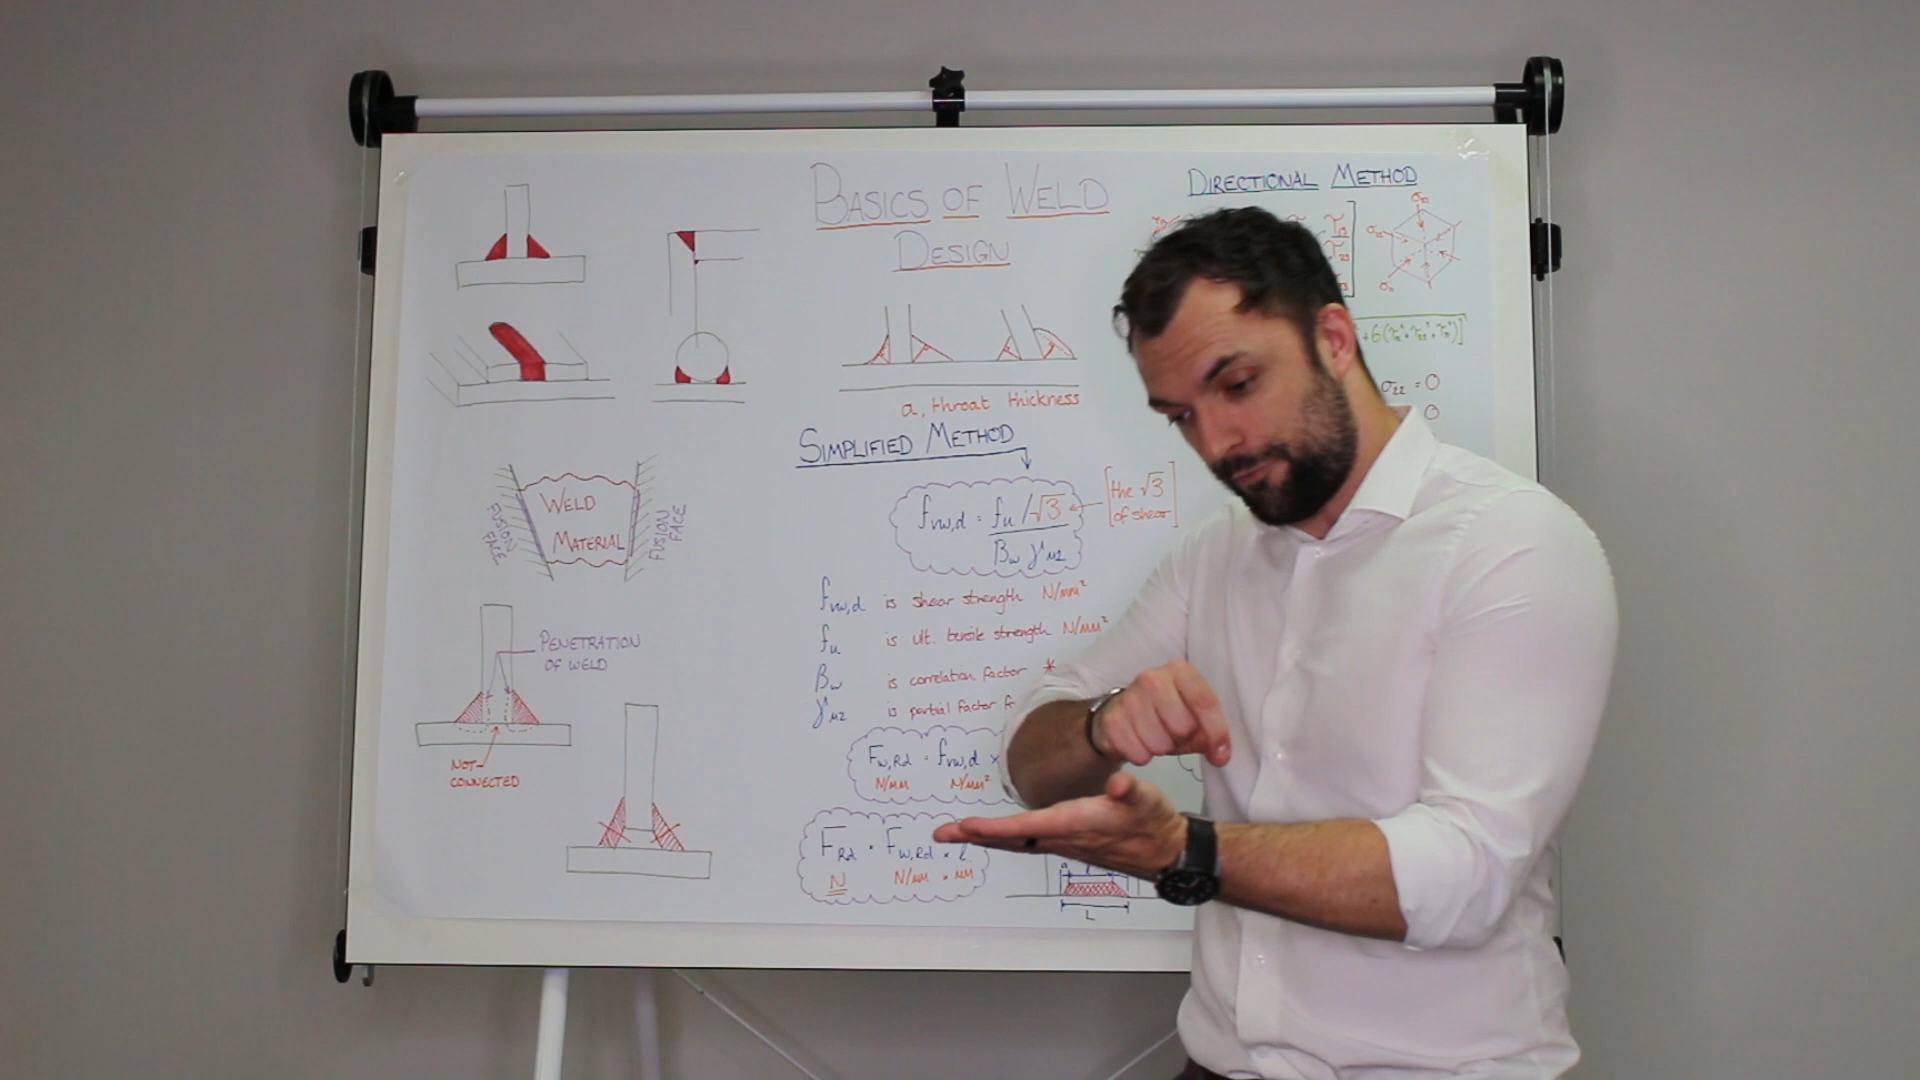 BASICS OF WELD
DESIGN
a, throat thickness
SIMPLIFIED METHOD
fvw,d = fu /√3
βw γM2
[the √3
of shear]
fvw,d is shear strength N/mm²
fu is ult. tensile strength N/mm²
βw is correlation factor *
γM2 is partial factor
Fw,Rd = fvw,d ×
N/mm N/mm²
FRd = Fw,Rd × l
N N/mm × mm
L
WELD
MATERIAL
FUSION
FACE
FUSION
FACE
PENETRATION
OF WELD
NOT
CONNECTED
DIRECTIONAL METHOD
σ22 = 0
0